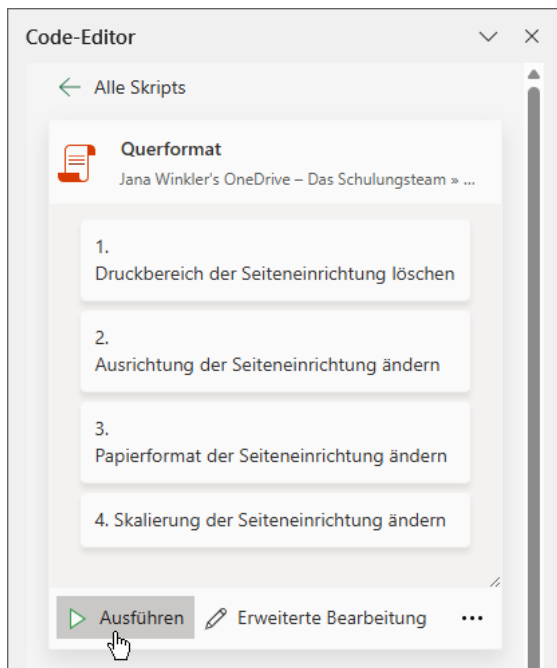 Code-Editor
Alle Skripts
Querformat
Jana Winkler's OneDrive – Das Schulungsteam » ...
1.
Druckbereich der Seiteneinrichtung löschen
2.
Ausrichtung der Seiteneinrichtung ändern
3.
Papierformat der Seiteneinrichtung ändern
4. Skalierung der Seiteneinrichtung ändern
Ausführen Erweiterte Bearbeitung ...